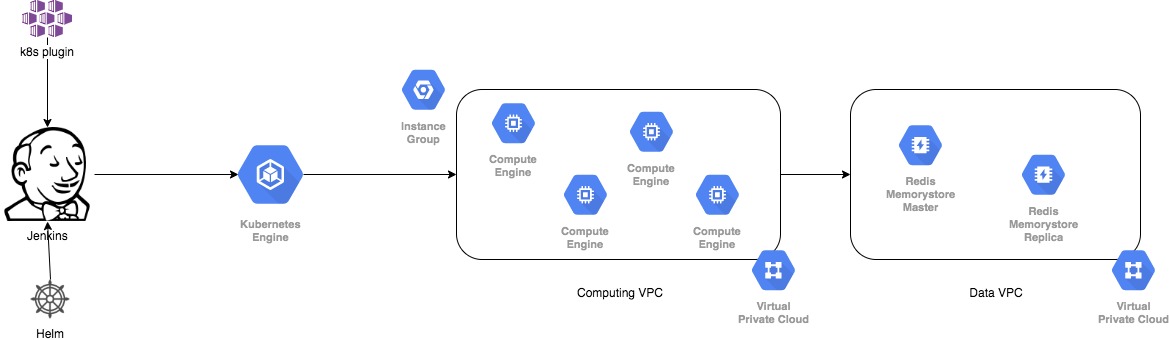 k8s plugin
Jenkins
Helm
Kubernetes
Engine
Instance
Group
Compute
Engine
Compute
Engine
Compute
Engine
Compute
Engine
Computing VPC
Virtual
Private Cloud
Redis
Memorystore
Master
Redis
Memorystore
Replica
Data VPC
Virtual
Private Cloud